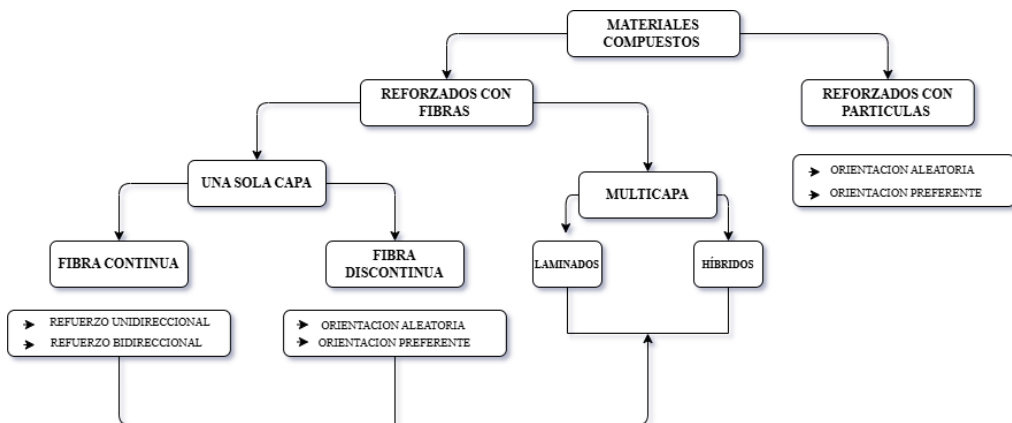 MATERIALES
COMPUESTOS
REFORZADOS CON
FIBRAS
REFORZADOS CON
PARTICULAS
UNA SOLA CAPA
MULTICAPA
ORIENTACION ALEATORIA
ORIENTACION PREFERENTE
FIBRA CONTINUA
FIBRA
DISCONTINUA
LAMINADOS
HÍBRIDOS
REFUERZO UNIDIRECCIONAL
REFUERZO BIDIRECCIONAL
ORIENTACION ALEATORIA
ORIENTACION PREFERENTE